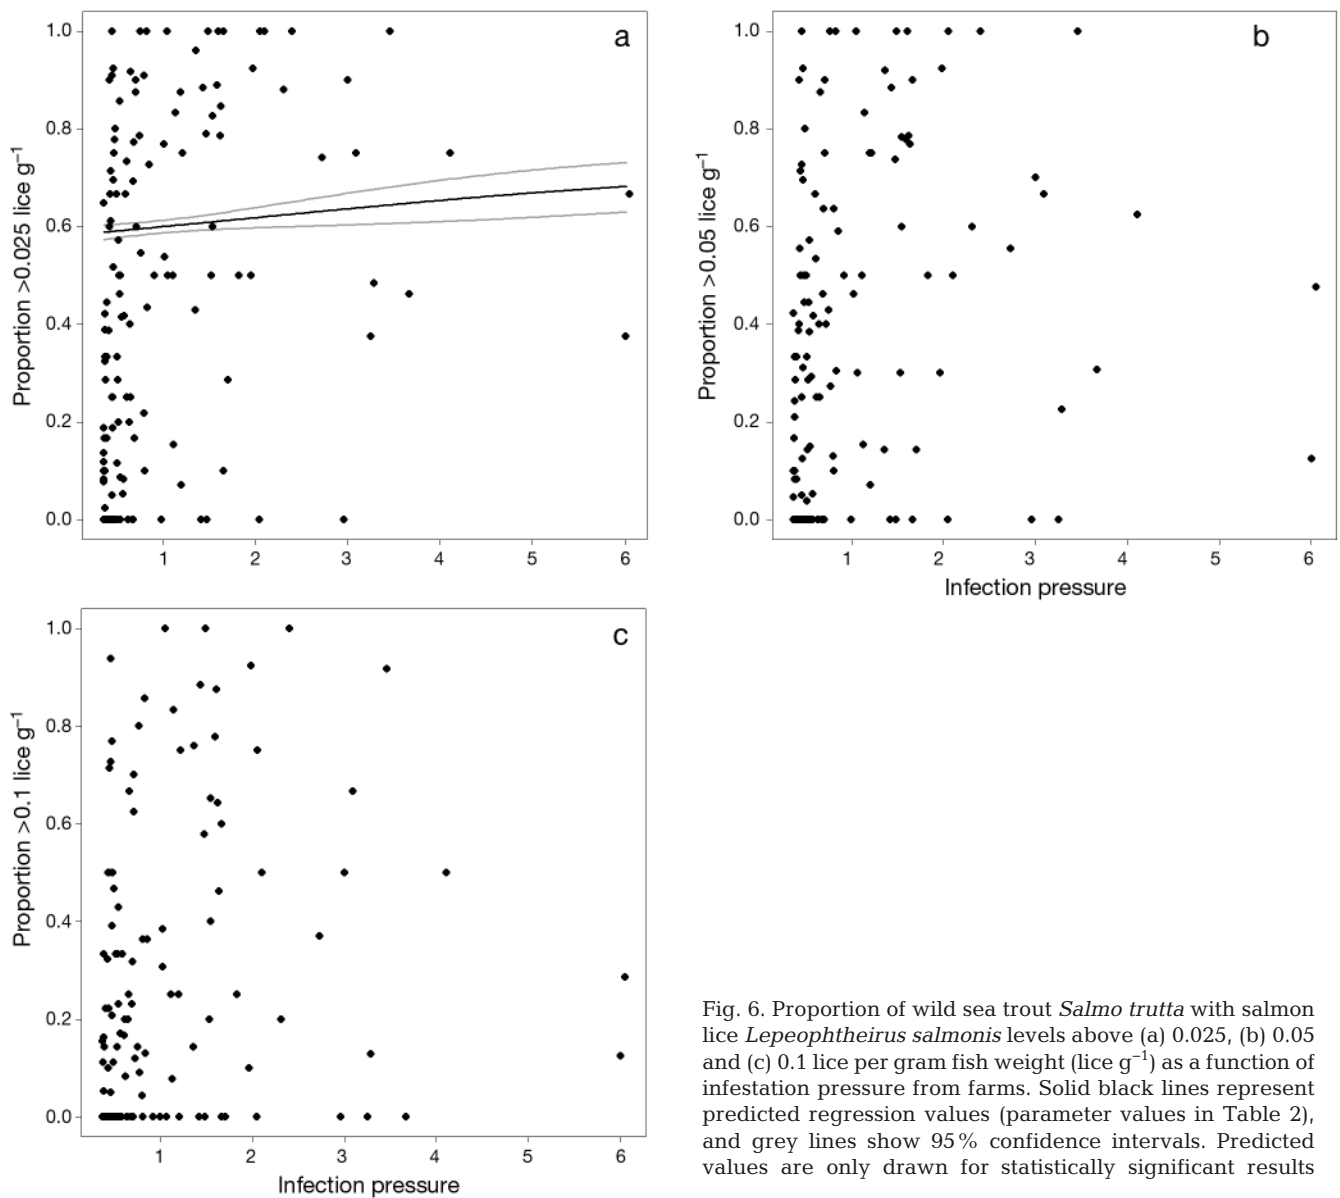 a
Proportion >0.025 lice g⁻¹
1.0
0.8
0.6
0.4
0.2
0.0
1 2 3 4 5 6
b
Proportion >0.05 lice g⁻¹
1.0
0.8
0.6
0.4
0.2
0.0
1 2 3 4 5 6
Infection pressure
c
Proportion >0.1 lice g⁻¹
1.0
0.8
0.6
0.4
0.2
0.0
1 2 3 4 5 6
Infection pressure
Fig. 6. Proportion of wild sea trout Salmo trutta with salmon
lice Lepeophtheirus salmonis levels above (a) 0.025, (b) 0.05
and (c) 0.1 lice per gram fish weight (lice g⁻¹) as a function of
infestation pressure from farms. Solid black lines represent
predicted regression values (parameter values in Table 2),
and grey lines show 95% confidence intervals. Predicted
values are only drawn for statistically significant results